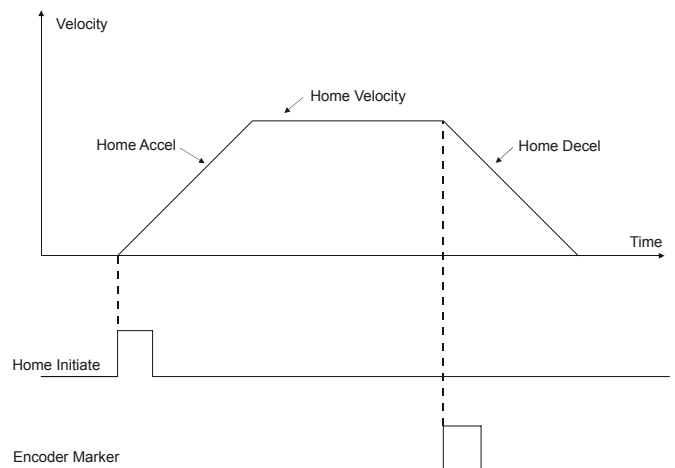 Velocity
Home Velocity
Home Accel
Home Decel
Time
Home Initiate
Encoder Marker